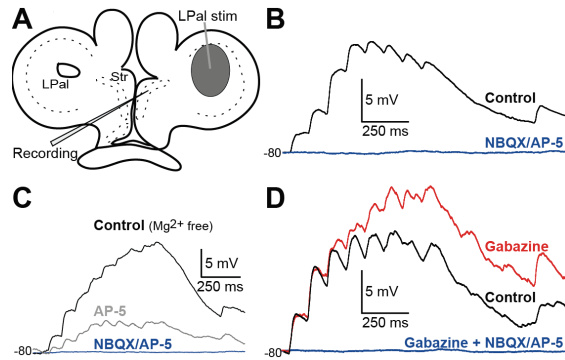 A
LPal stim
LPal
Str
Recording
B
5 mV
250 ms
Control
-80
NBQX/AP-5
C
Control (Mg2+ free)
5 mV
250 ms
AP-5
-80
NBQX/AP-5
D
Gabazine
5 mV
250 ms
Control
-80
Gabazine + NBQX/AP-5